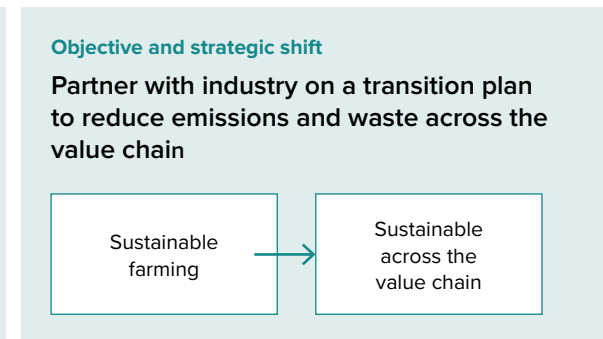 Objective and strategic shift
Partner with industry on a transition plan
to reduce emissions and waste across the
value chain
Sustainable
farming
Sustainable
across the
value chain